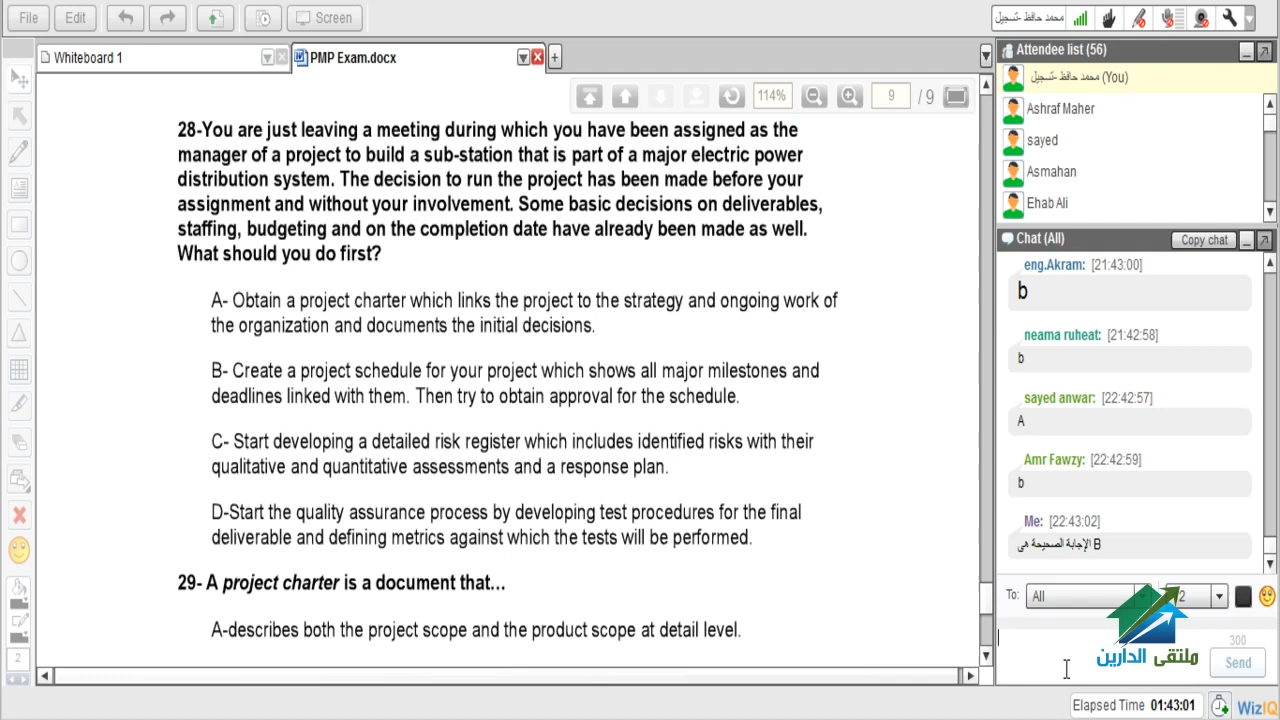 File
Edit
Screen
محمد حافظ -تسجيل
Whiteboard 1
PMP Exam.docx
Attendee list (56)
محمد حافظ -تسجيل (You)
Ashraf Maher
sayed
Asmahan
Ehab Ali
114%
9
/ 9
28-You are just leaving a meeting during which you have been assigned as the
manager of a project to build a sub-station that is part of a major electric power
distribution system. The decision to run the project has been made before your
assignment and without your involvement. Some basic decisions on deliverables,
staffing, budgeting and on the completion date have already been made as well.
What should you do first?
A- Obtain a project charter which links the project to the strategy and ongoing work of
the organization and documents the initial decisions.
B- Create a project schedule for your project which shows all major milestones and
deadlines linked with them. Then try to obtain approval for the schedule.
C- Start developing a detailed risk register which includes identified risks with their
qualitative and quantitative assessments and a response plan.
D-Start the quality assurance process by developing test procedures for the final
deliverable and defining metrics against which the tests will be performed.
29- A project charter is a document that...
A-describes both the project scope and the product scope at detail level.
2
Chat (All)
Copy chat
eng.Akram: [21:43:00]
b
neama ruheat: [21:42:58]
b
sayed anwar: [22:42:57]
A
Amr Fawzy: [22:42:59]
b
Me: [22:43:02]
الإجابة الصحيحة هى B
To:
All
2
ملتقى الدارين
300
Send
Elapsed Time 01:43:01
WizIQ